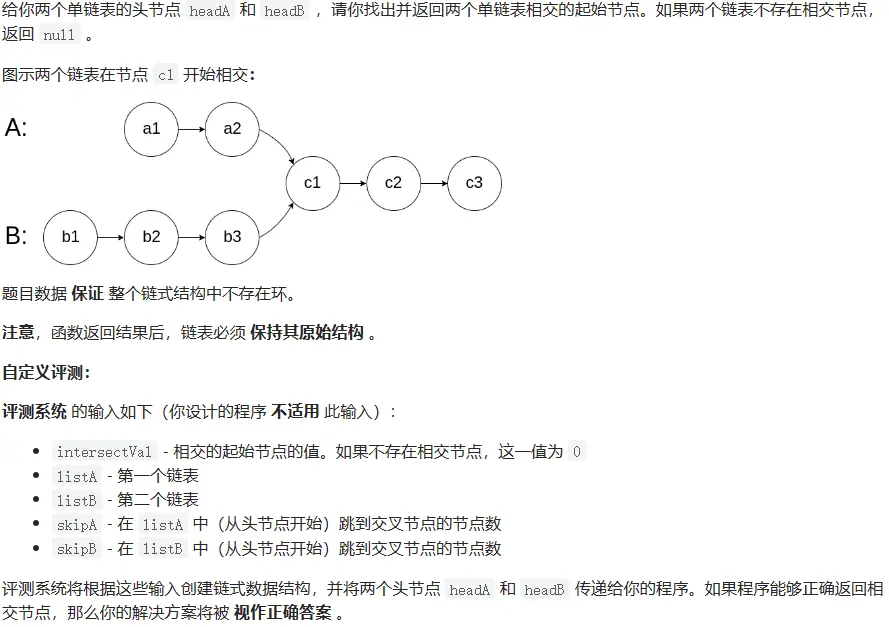 给你两个单链表的头节点 headA 和 headB ，请你找出并返回两个单链表相交的起始节点。如果两个链表不存在相交节点，
返回 null 。
图示两个链表在节点 c1 开始相交：
A:
a1
a2
c1
c2
c3
B:
b1
b2
b3
题目数据 保证 整个链式结构中不存在环。
注意，函数返回结果后，链表必须 保持其原始结构 。
自定义评测：
评测系统 的输入如下（你设计的程序 不适用 此输入）：
• intersectVal - 相交的起始节点的值。如果不存在相交节点，这一值为 0
• listA - 第一个链表
• listB - 第二个链表
• skipA - 在 listA 中（从头节点开始）跳到交叉节点的节点数
• skipB - 在 listB 中（从头节点开始）跳到交叉节点的节点数
评测系统将根据这些输入创建链式数据结构，并将两个头节点 headA 和 headB 传递给你的程序。如果程序能够正确返回相
交节点，那么你的解决方案将被 视作正确答案 。